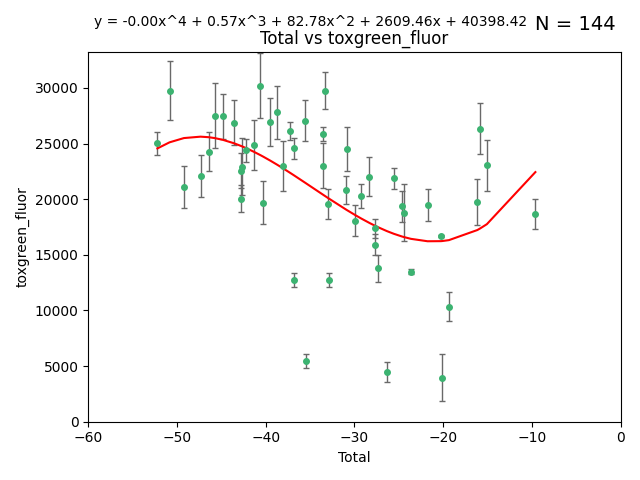 y = -0.00x^4 + 0.57x^3 + 82.78x^2 + 2609.46x + 40398.42 N = 144
Total vs toxgreen_fluor
30000
25000
20000
15000
10000
5000
0
toxgreen_fluor
−60 −50 −40 −30 −20 −10 0
Total